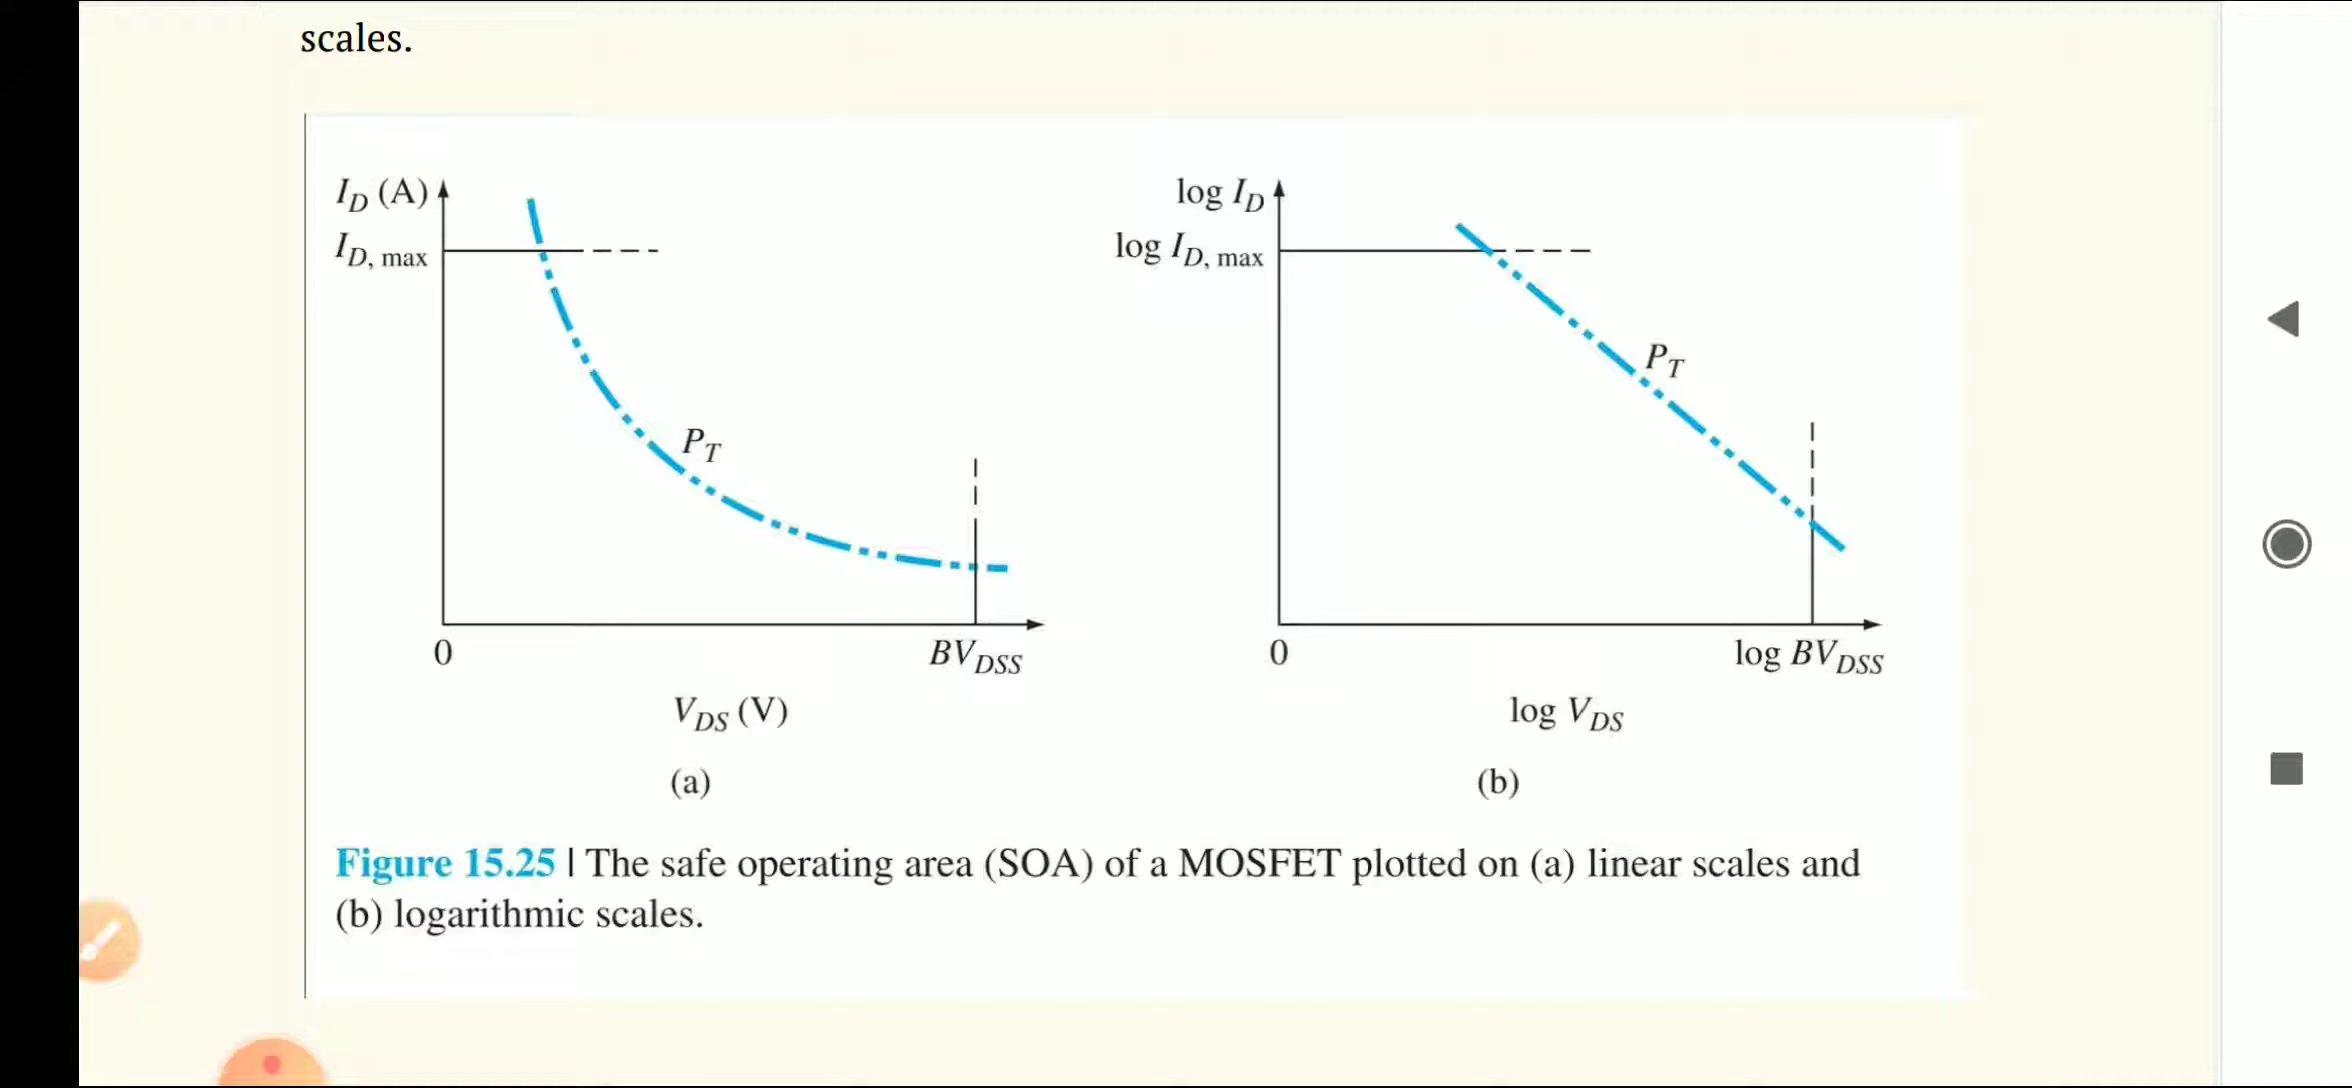 scales.
I_D (A)
I_D, max
P_T
0
BV_DSS
V_DS (V)
(a)
log I_D
log I_D, max
P_T
0
log BV_DSS
log V_DS
(b)
Figure 15.25 | The safe operating area (SOA) of a MOSFET plotted on (a) linear scales and
(b) logarithmic scales.